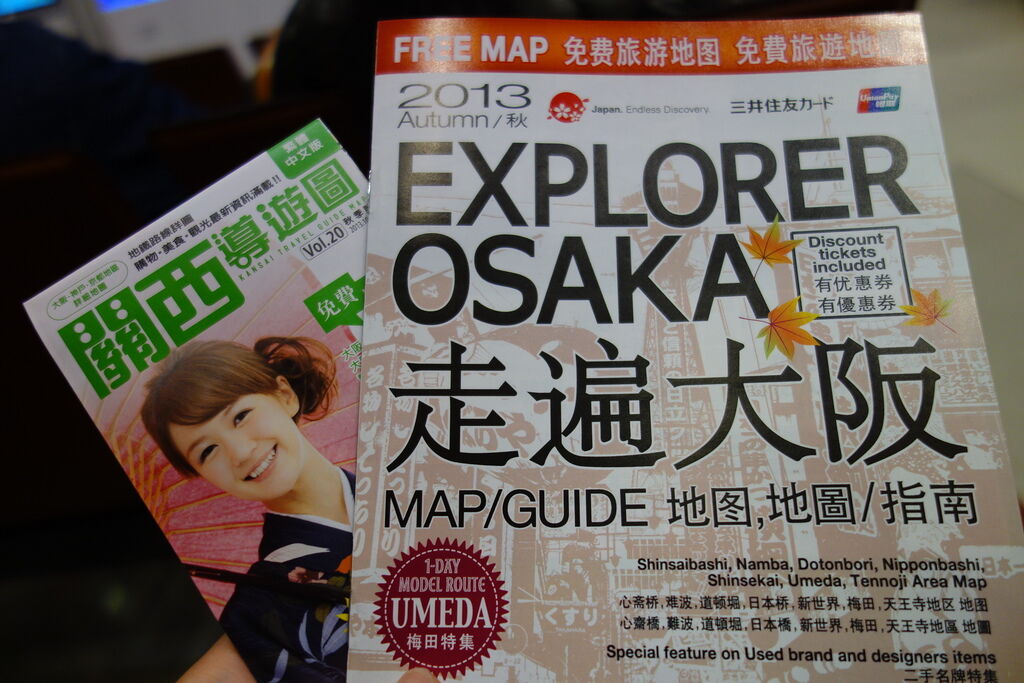 FREE MAP 免费旅游地图 免費旅遊地
2013
Autumn / 秋
Japan. Endless Discovery.
三井住友カード
UnionPay
银联
EXPLORER
OSAKA
Discount
tickets
included
有优惠券
有優惠券
走遍大阪
MAP/GUIDE 地图,地圖/指南
1-DAY
MODEL ROUTE
UMEDA
梅田特集
Shinsaibashi, Namba, Dotonbori, Nipponbashi,
Shinsekai, Umeda, Tennoji Area Map
心斋桥,难波,道顿堀,日本桥,新世界,梅田,天王寺地区 地图
心齋橋,難波,道頓堀,日本橋,新世界,梅田,天王寺地區 地圖
Special feature on Used brand and designers items
二手名牌特集
くすり
繁體
中文版
地鐵路線詳圖
購物·美食·觀光最新資訊滿載!!
大阪·神戶·京都地區
詳細地圖
關西導遊圖
KANSAI TRAVEL GUIDE MA
Vol.20 秋季
免費